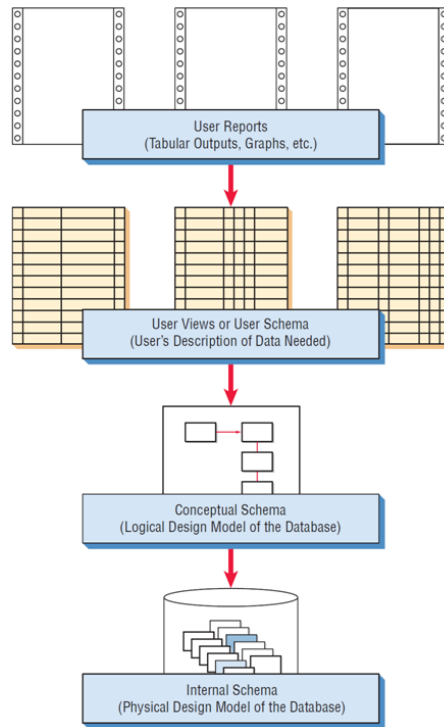 User Reports
(Tabular Outputs, Graphs, etc.)
User Views or User Schema
(User's Description of Data Needed)
Conceptual Schema
(Logical Design Model of the Database)
Internal Schema
(Physical Design Model of the Database)